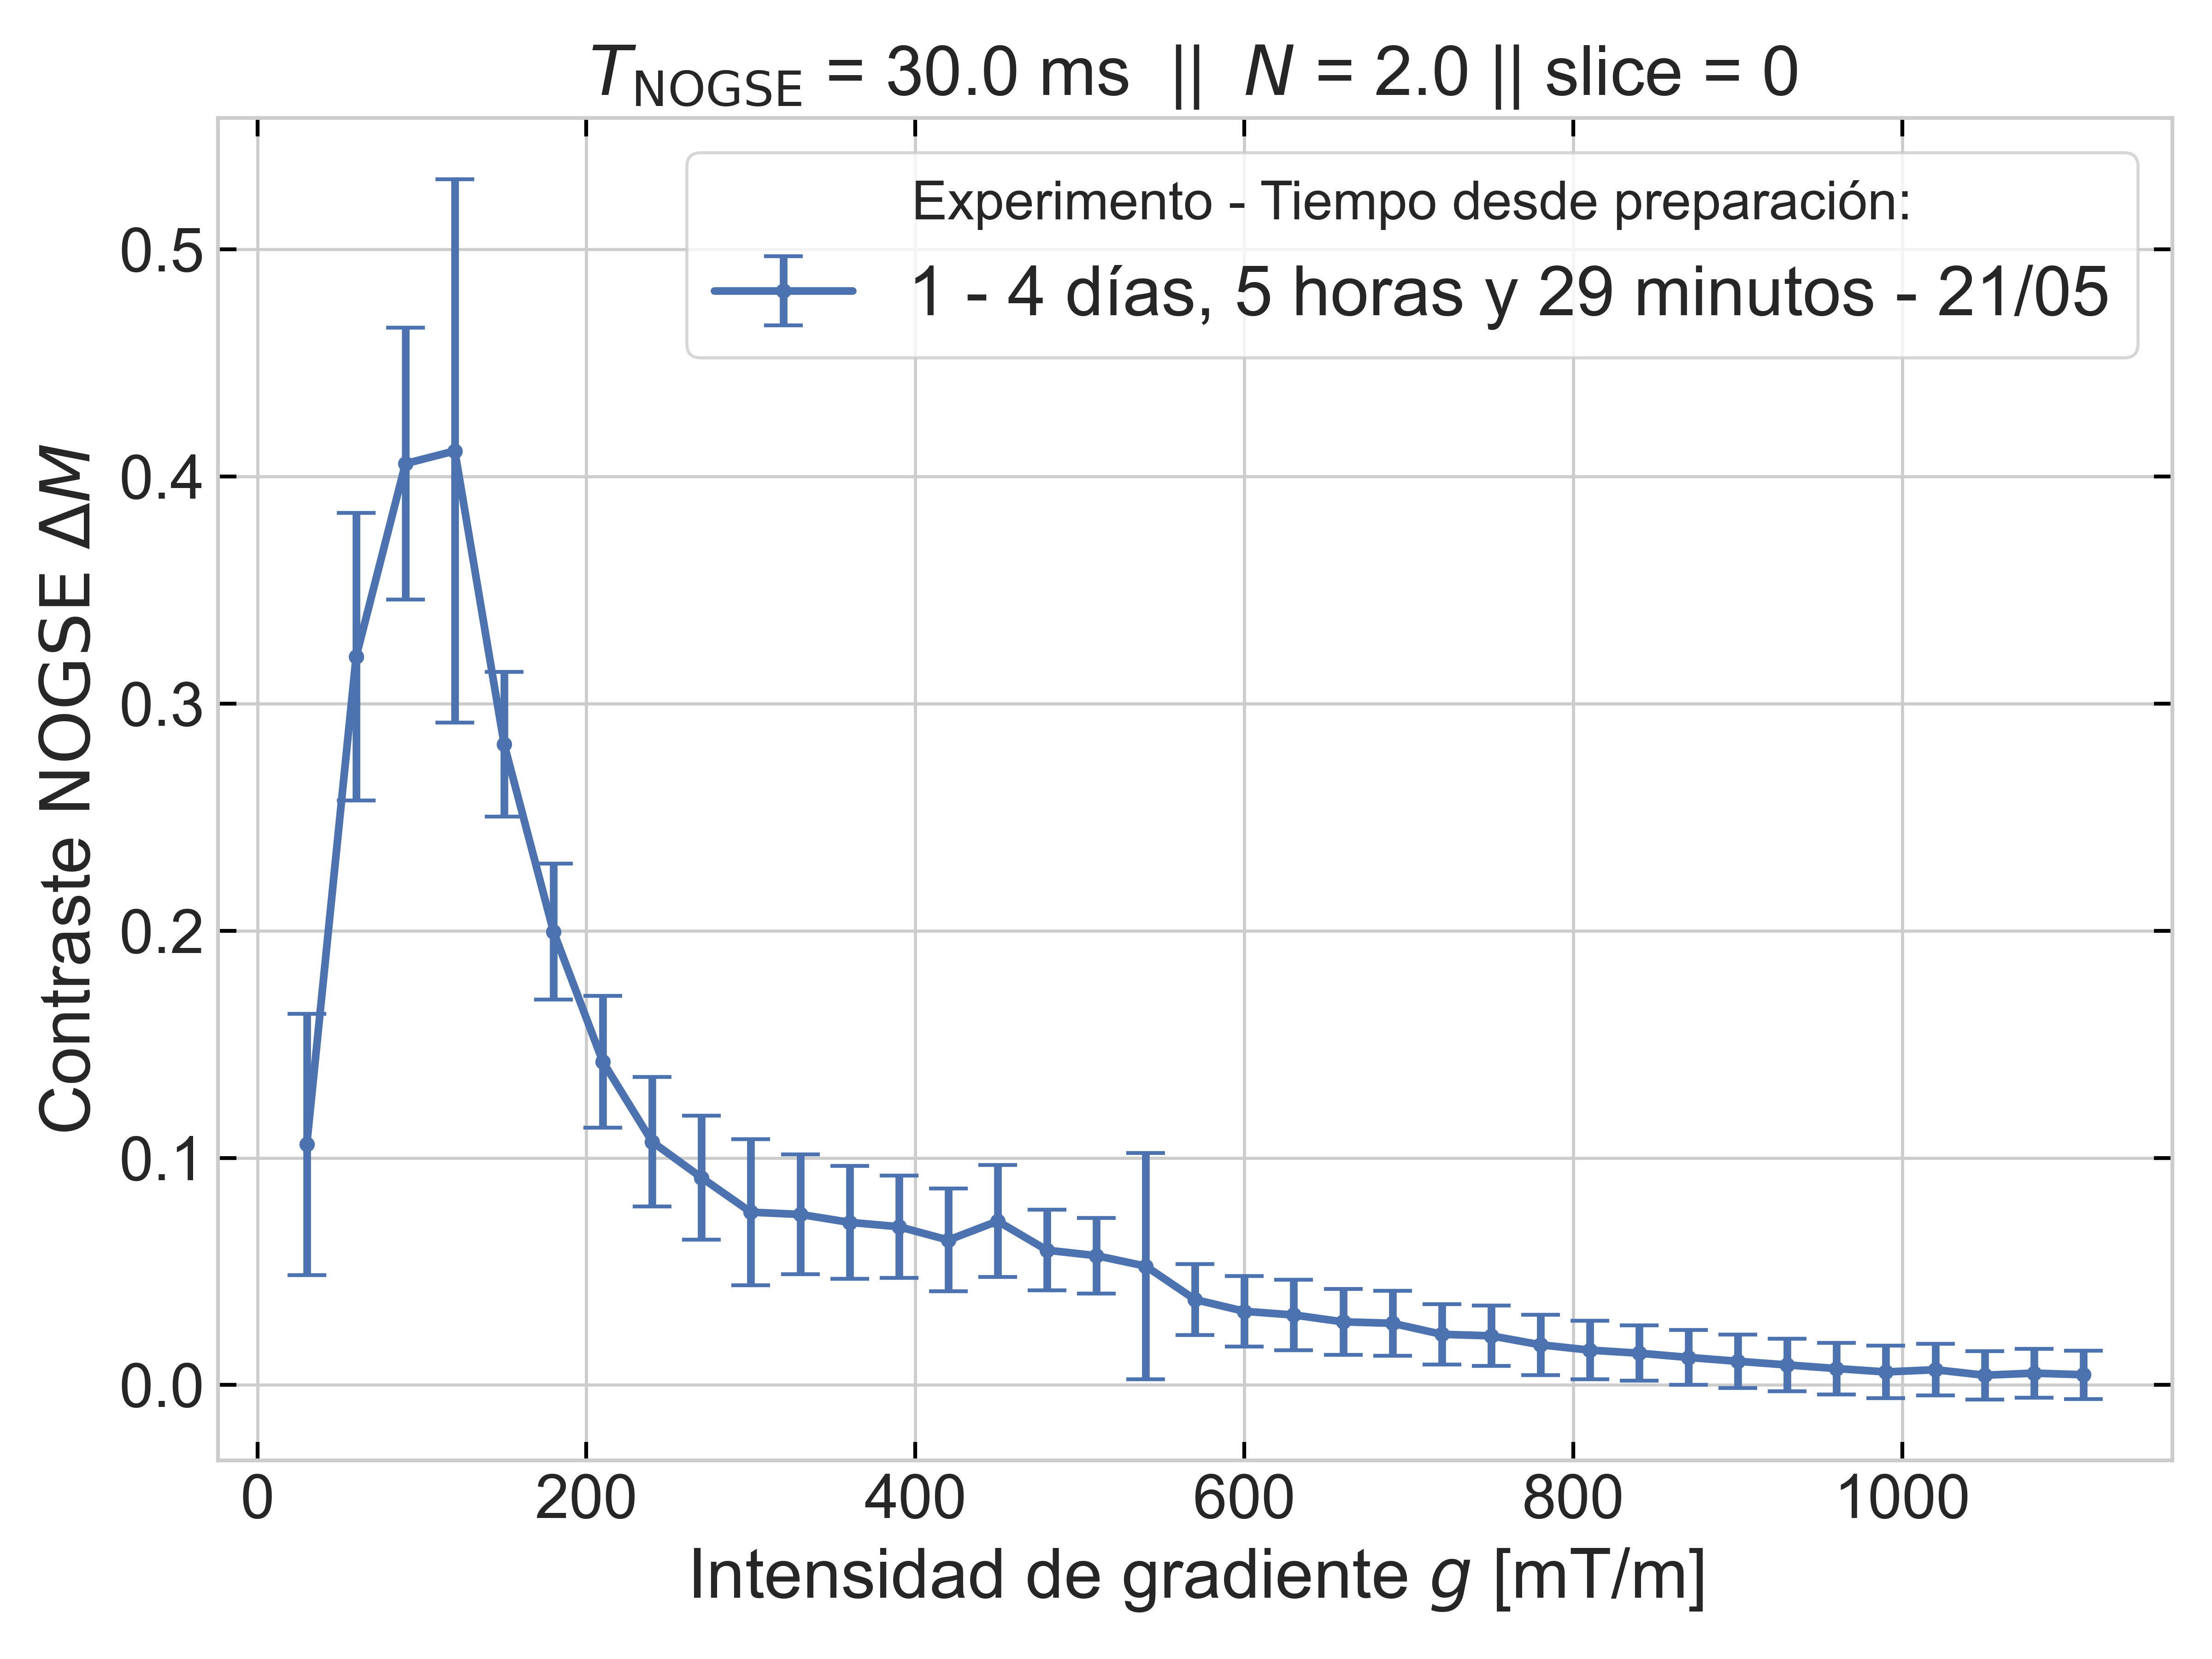 T_NOGSE = 30.0 ms || N = 2.0 || slice = 0
Experimento - Tiempo desde preparación:
1 - 4 días, 5 horas y 29 minutos - 21/05
Contraste NOGSE ΔM
0.5
0.4
0.3
0.2
0.1
0.0
0 200 400 600 800 1000
Intensidad de gradiente g [mT/m]